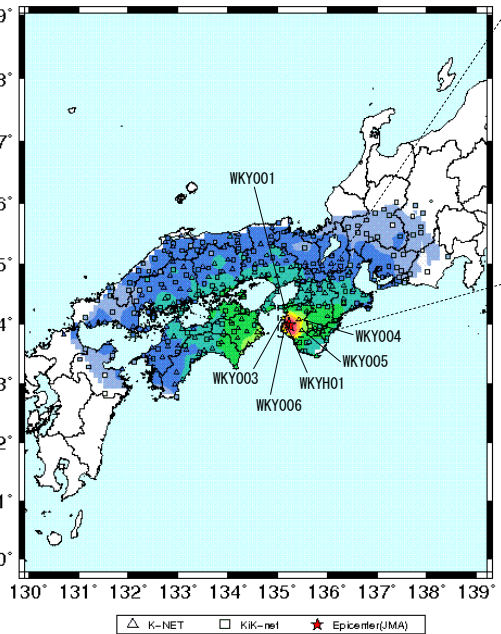 9°
8°
7°
WKY001
6°
5°
4°
WKY004
WKY005
WKY003
WKYH01
3°
WKY006
2°
1°
0°
130° 131° 132° 133° 134° 135° 136° 137° 138° 139°
K-NET KiK-net Epicenter(JMA)